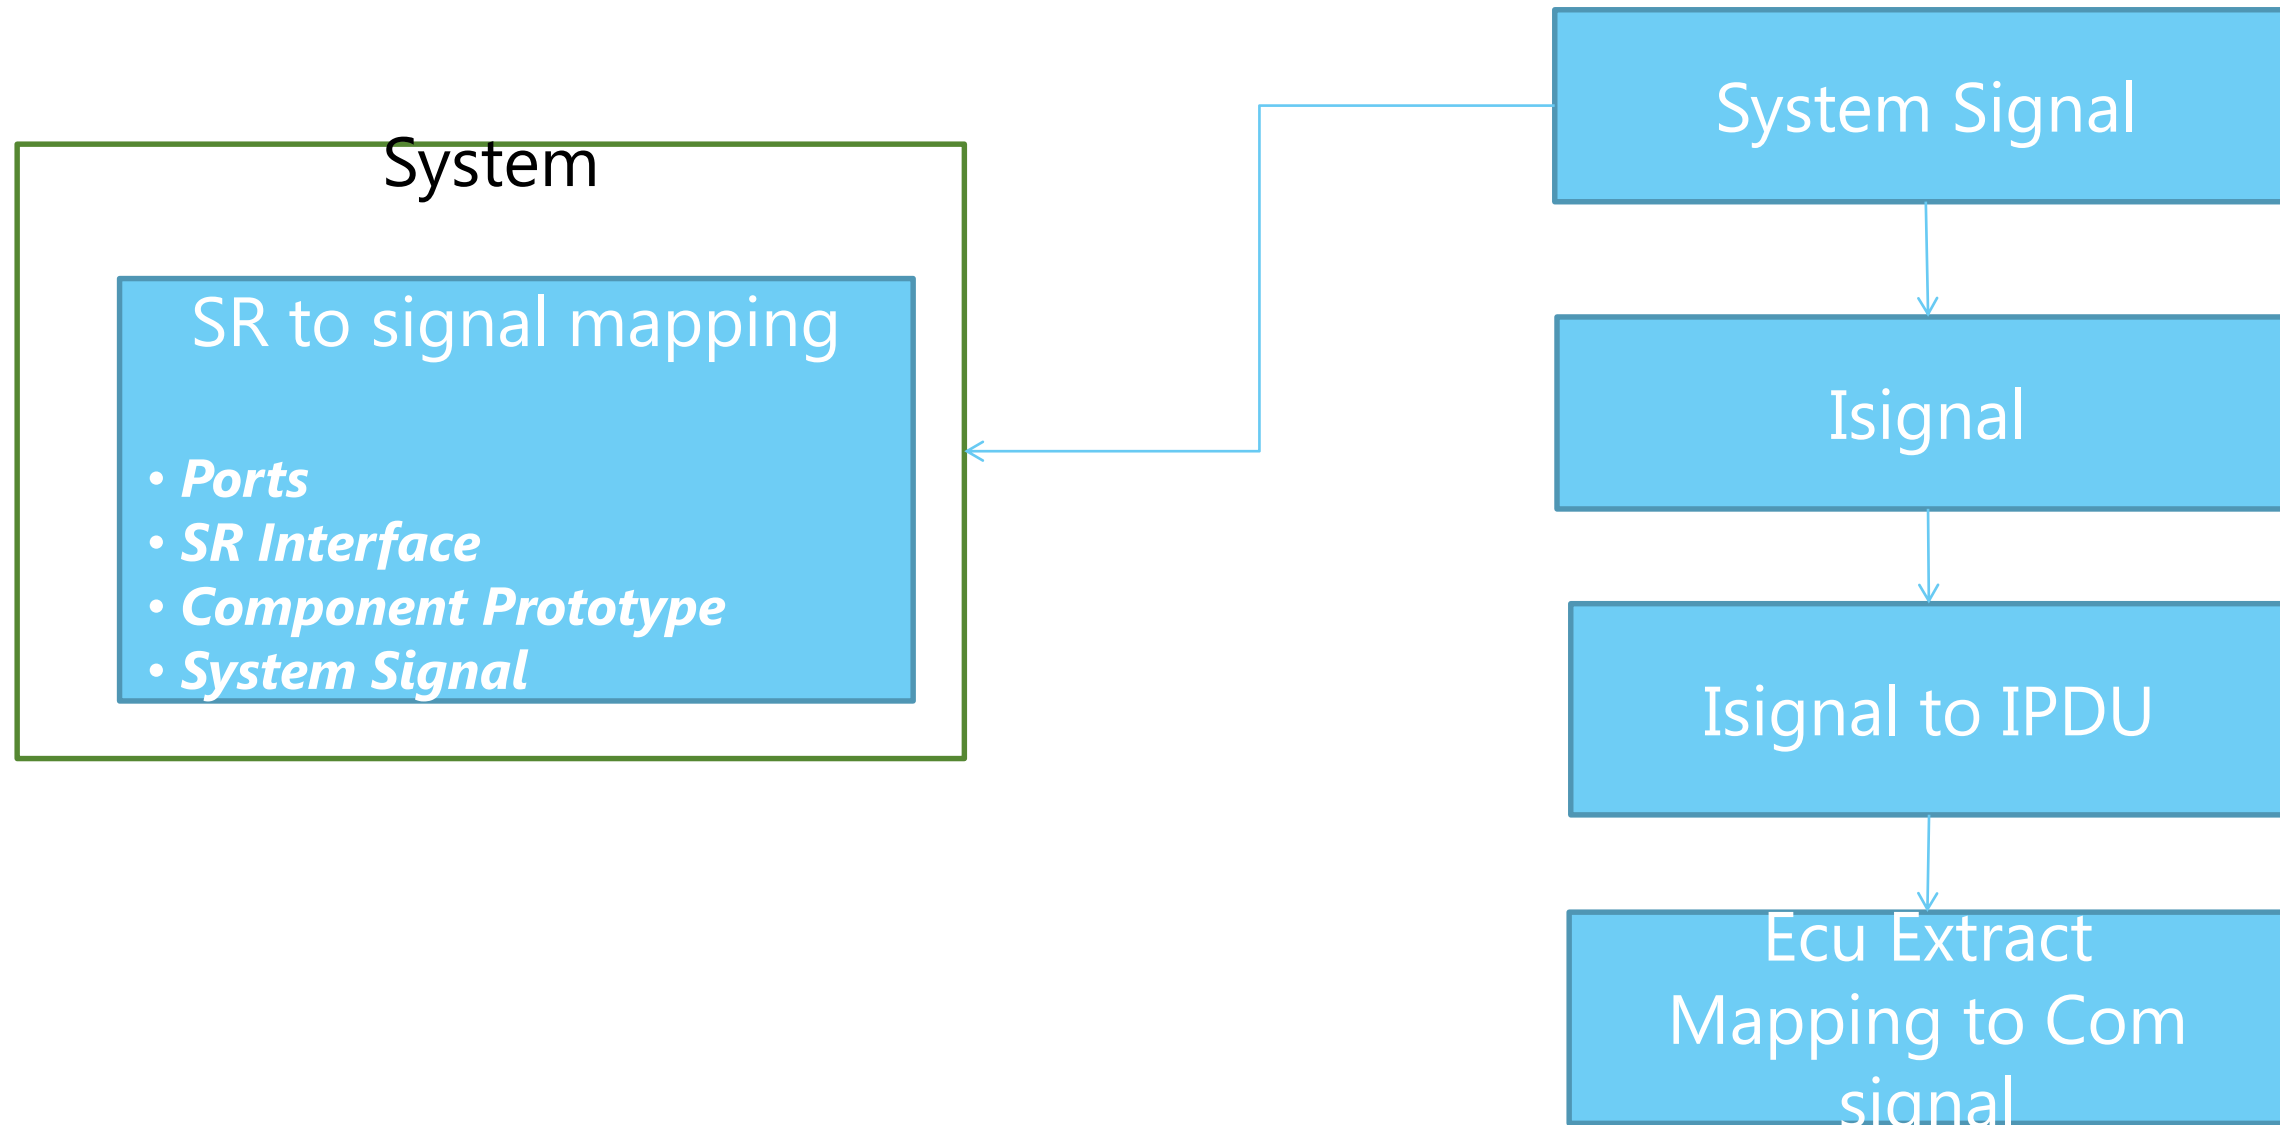 System
SR to signal mapping
• Ports
• SR Interface
• Component Prototype
• System Signal
System Signal
Isignal
Isignal to IPDU
Ecu Extract
Mapping to Com
signal